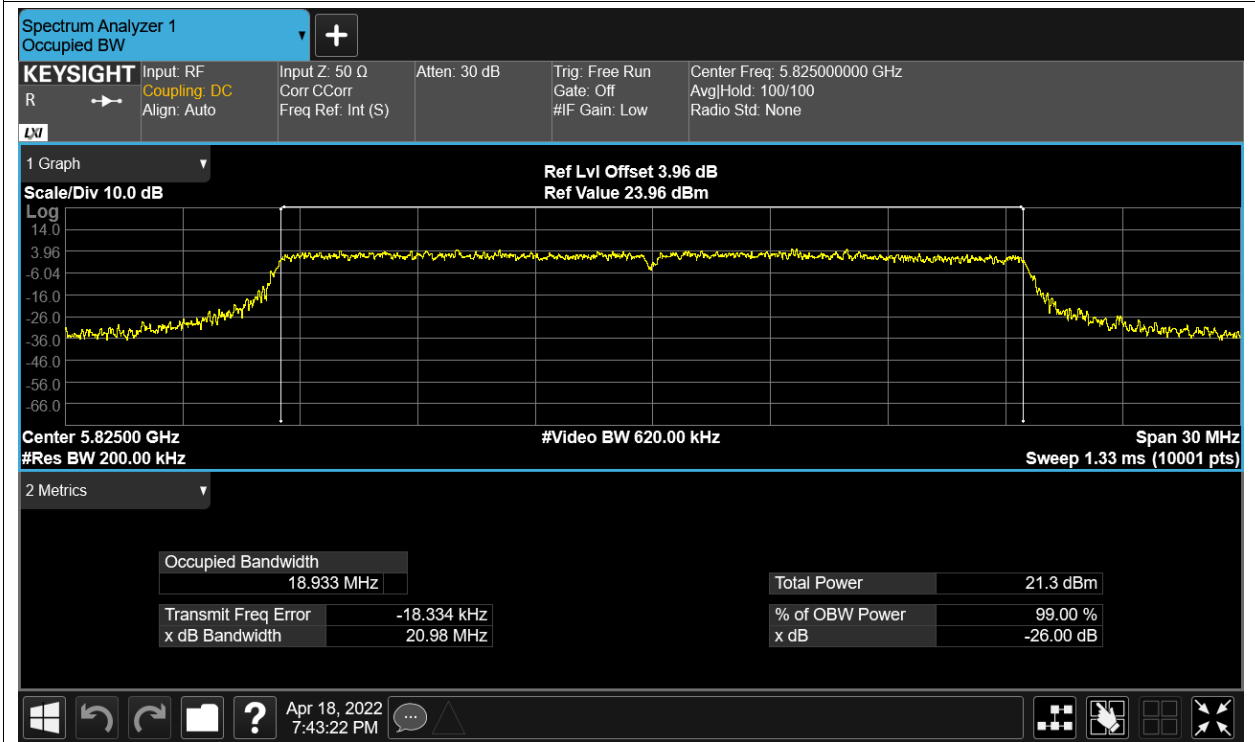 Spectrum Analyzer 1
Occupied BW
KEYSIGHT
R
LXI
Input: RF
Coupling: DC
Align: Auto
Input Z: 50 Ω
Corr CCorr
Freq Ref: Int (S)
Atten: 30 dB
Trig: Free Run
Gate: Off
#IF Gain: Low
Center Freq: 5.825000000 GHz
Avg|Hold: 100/100
Radio Std: None
1 Graph
Scale/Div 10.0 dB
Ref Lvl Offset 3.96 dB
Ref Value 23.96 dBm
Log
14.0
3.96
-6.04
-16.0
-26.0
-36.0
-46.0
-56.0
-66.0
Center 5.82500 GHz
#Video BW 620.00 kHz
Span 30 MHz
#Res BW 200.00 kHz
Sweep 1.33 ms (10001 pts)
2 Metrics
Occupied Bandwidth
18.933 MHz
Total Power 21.3 dBm
Transmit Freq Error -18.334 kHz
% of OBW Power 99.00 %
x dB Bandwidth 20.98 MHz
x dB -26.00 dB
?
Apr 18, 2022
7:43:22 PM